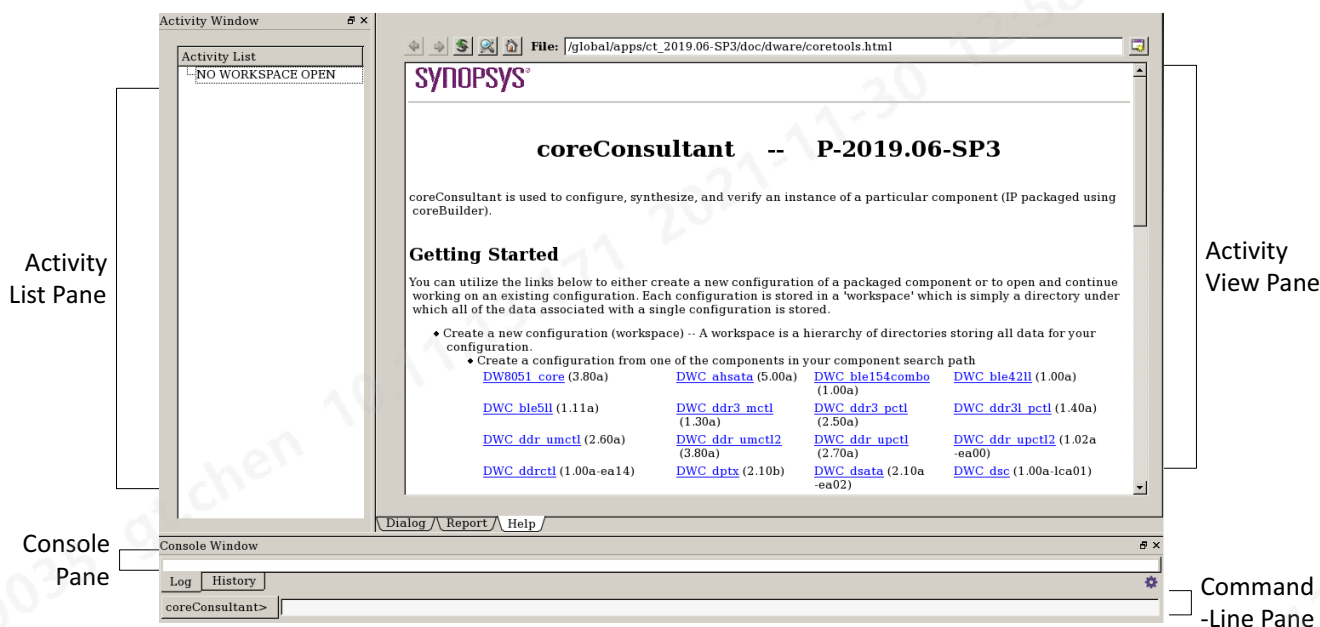 Activity Window
Activity List
NO WORKSPACE OPEN
File: /global/apps/ct_2019.06-SP3/doc/dware/coretools.html
SYNOPSYS®
coreConsultant -- P-2019.06-SP3
coreConsultant is used to configure, synthesize, and verify an instance of a particular component (IP packaged using
coreBuilder).
Getting Started
You can utilize the links below to either create a new configuration of a packaged component or to open and continue
working on an existing configuration. Each configuration is stored in a 'workspace' which is simply a directory under
which all of the data associated with a single configuration is stored.
• Create a new configuration (workspace) -- A workspace is a hierarchy of directories storing all data for your
configuration.
• Create a configuration from one of the components in your component search path
DW8051_core (3.80a) DWC_ahsata (5.00a) DWC_ble154combo DWC_ble42ll (1.00a)
(1.00a)
DWC_ble5ll (1.11a) DWC_ddr3_mctl DWC_ddr3_pctl DWC_ddr3l_pctl (1.40a)
(1.30a) (2.50a)
DWC_ddr_umctl (2.60a) DWC_ddr_umctl2 DWC_ddr_upctl DWC_ddr_upctl2 (1.02a
(3.80a) (2.70a) -ea00)
DWC_ddrctl (1.00a-ea14) DWC_dptx (2.10b) DWC_dsata (2.10a DWC_dsc (1.00a-lca01)
-ea02)
Dialog Report Help
Console Window
Log History
coreConsultant>
Activity
List Pane
Activity
View Pane
Console
Pane
Command
-Line Pane